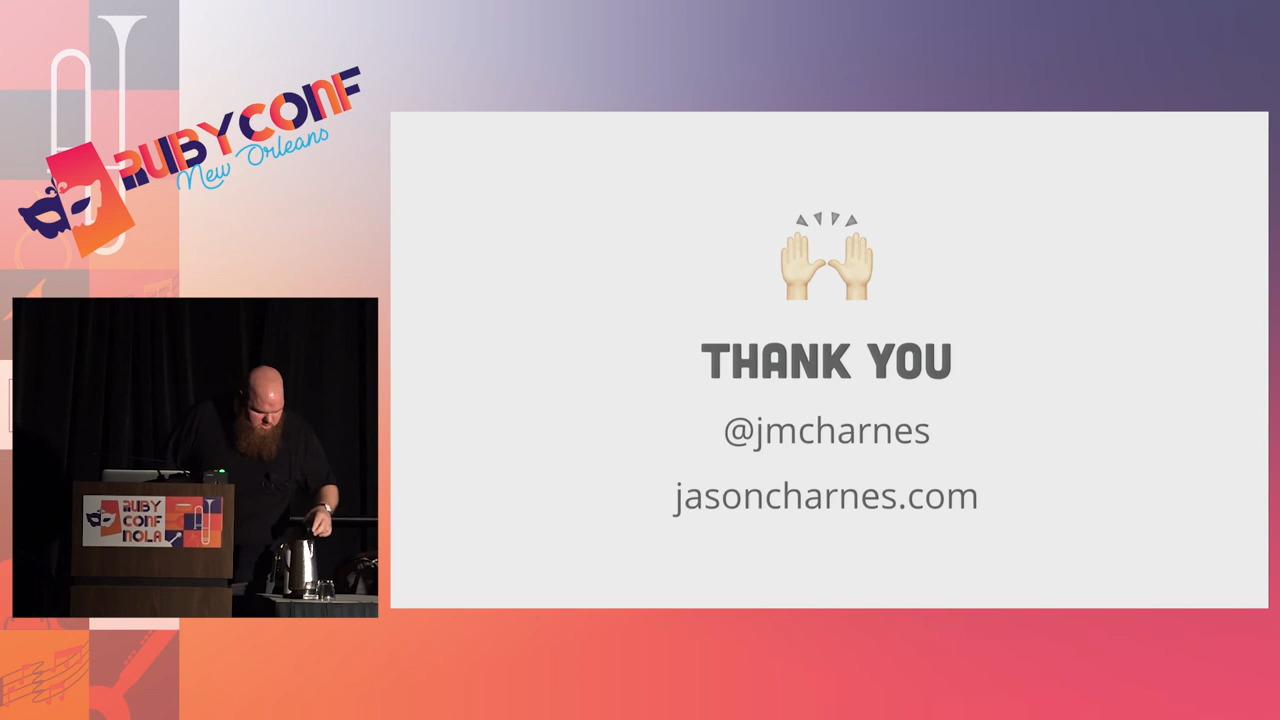 RUBYCONF
New Orleans
THANK YOU
@jmcharnes
jasoncharnes.com
RUBY
CONF
NOLA